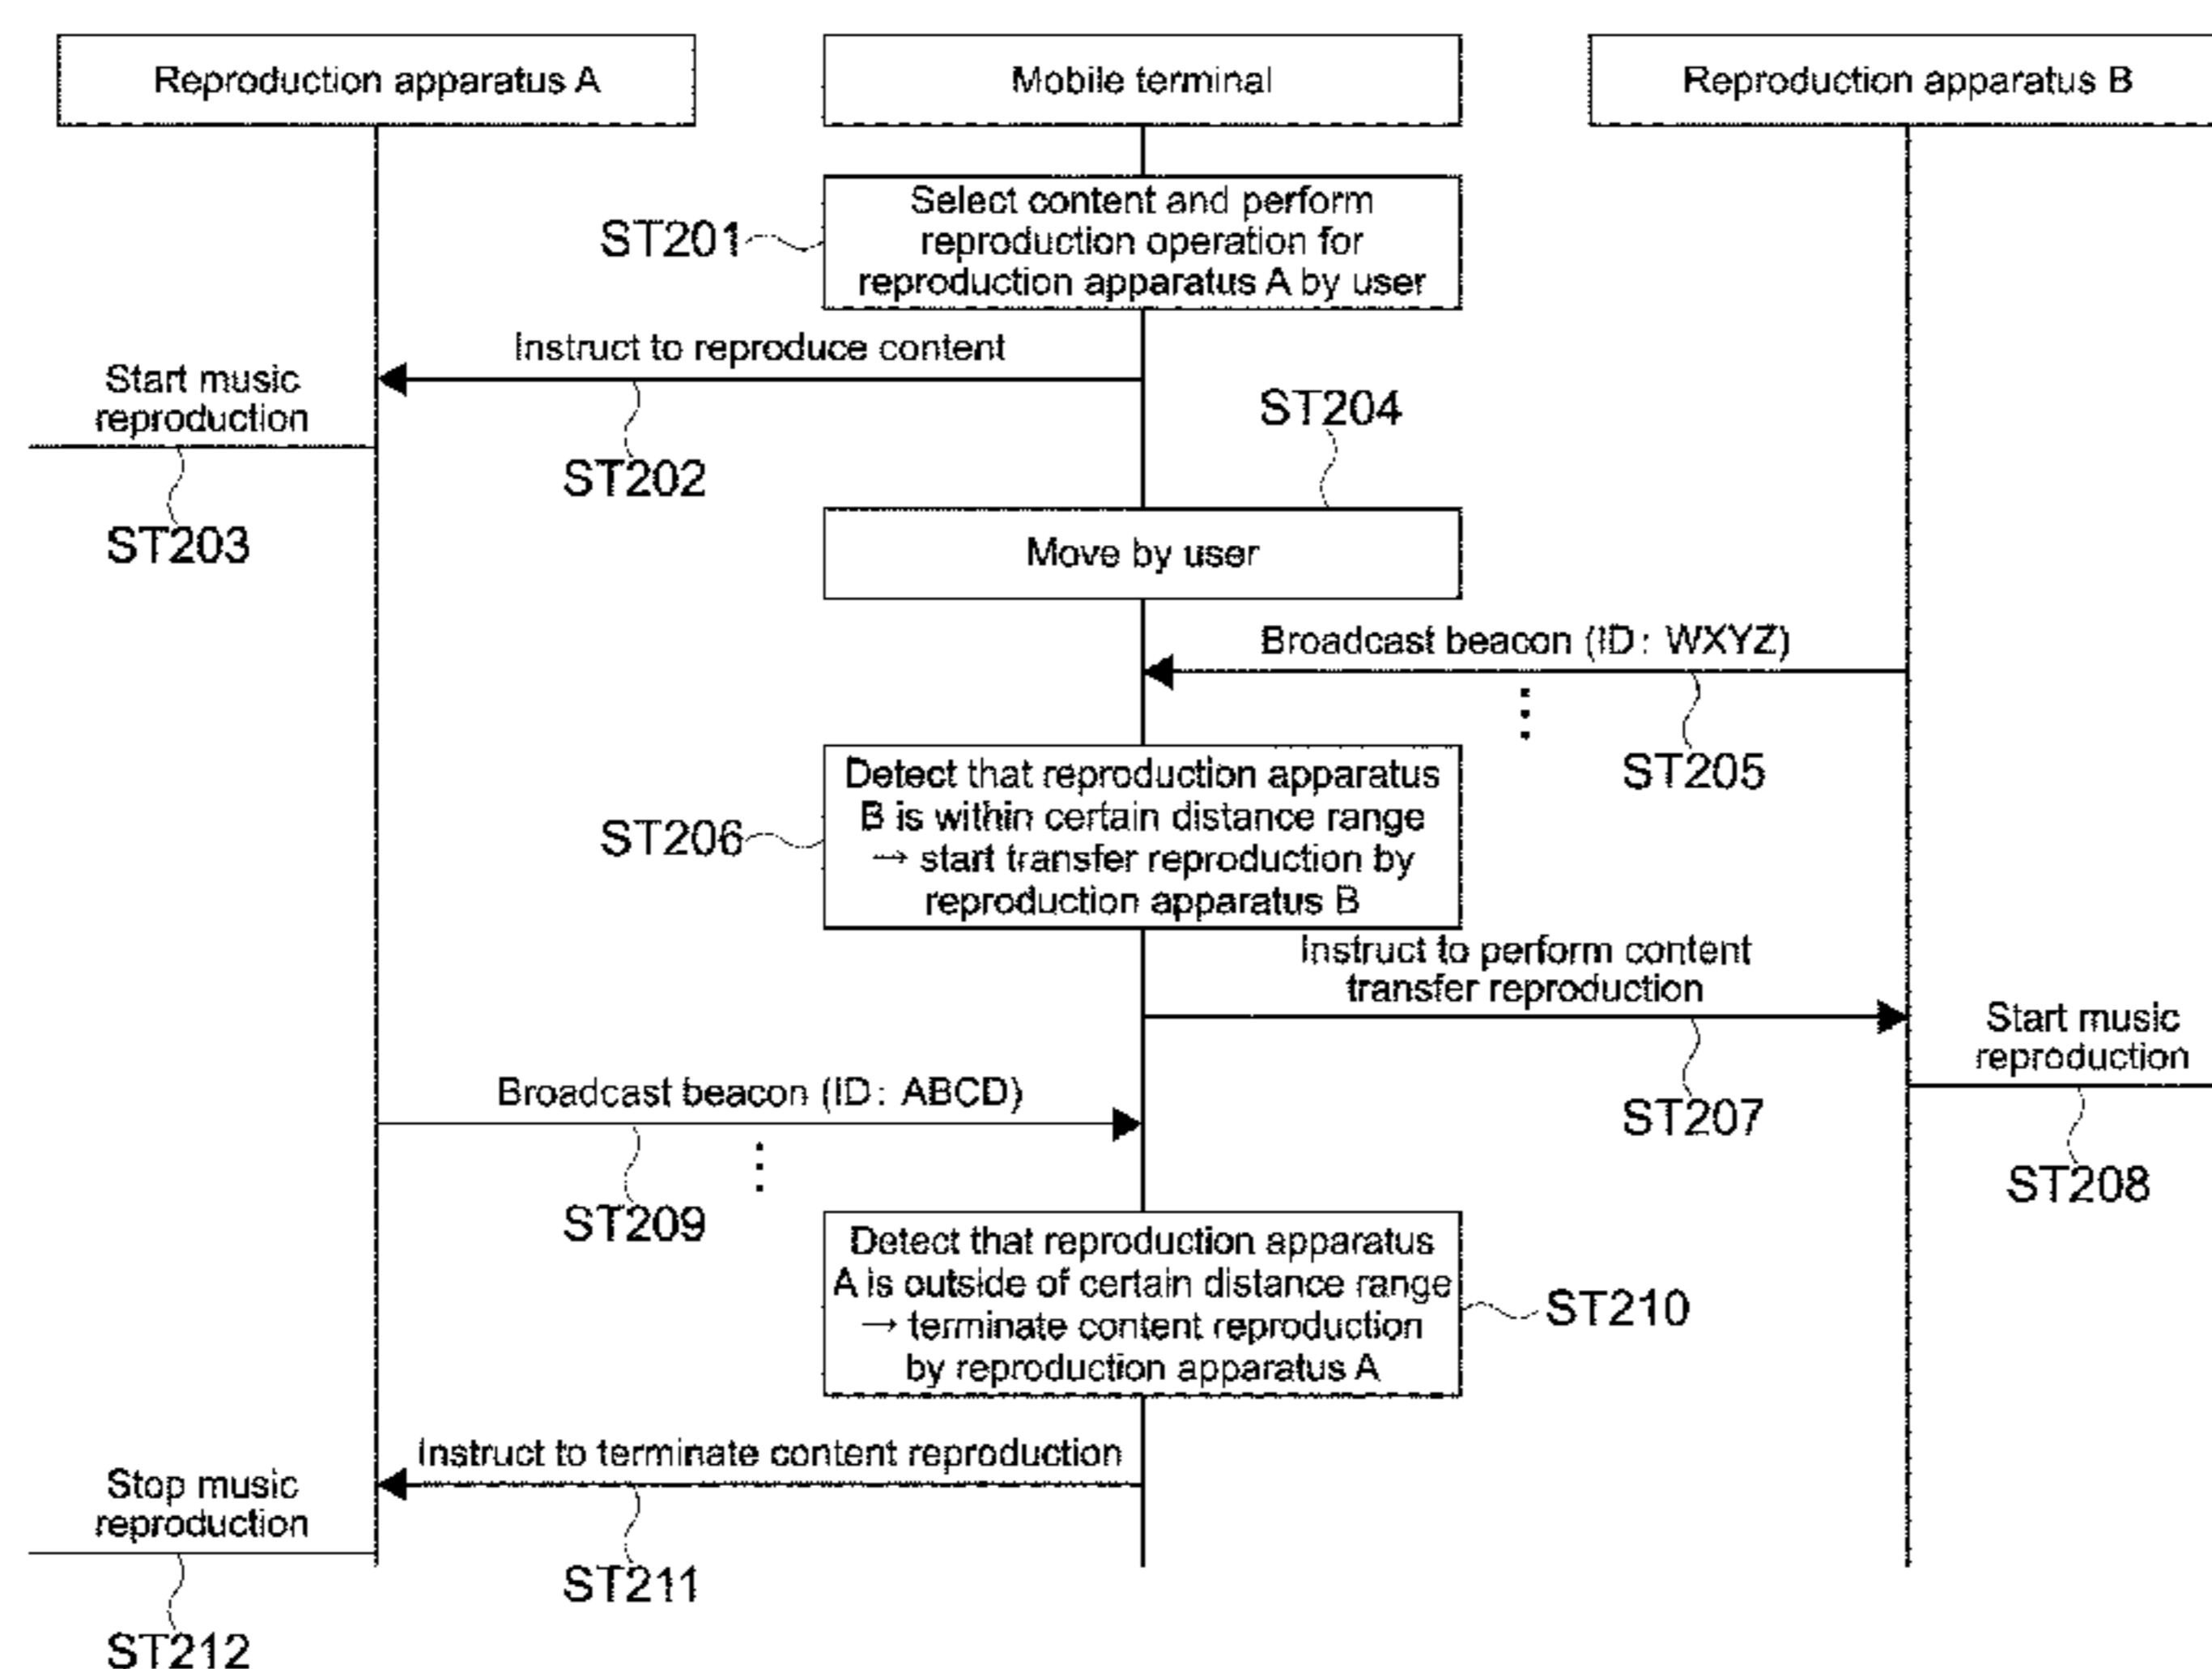 Reproduction apparatus A
Mobile terminal
Reproduction apparatus B
Select content and perform
reproduction operation for
reproduction apparatus A by user
ST201
Instruct to reproduce content
Start music
reproduction
ST202
ST203
ST204
Move by user
Broadcast beacon (ID: WXYZ)
⋮
ST205
Detect that reproduction apparatus
B is within certain distance range
→ start transfer reproduction by
reproduction apparatus B
ST206
Instruct to perform content
transfer reproduction
ST207
Start music
reproduction
ST208
Broadcast beacon (ID: ABCD)
⋮
ST209
Detect that reproduction apparatus
A is outside of certain distance range
→ terminate content reproduction
by reproduction apparatus A
ST210
Instruct to terminate content reproduction
ST211
Stop music
reproduction
ST212